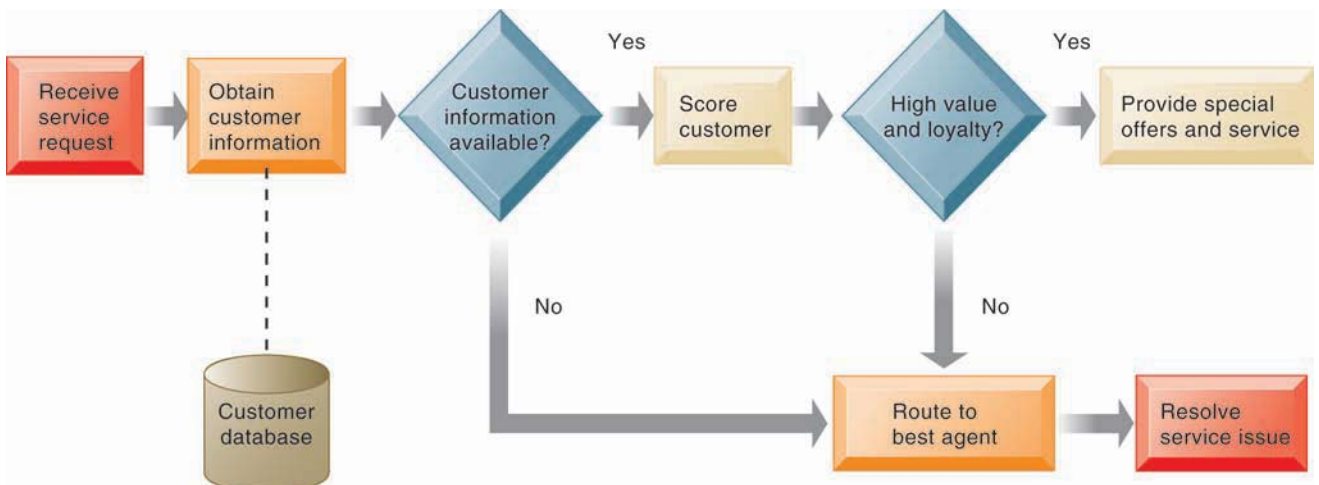 Receive
service
request
Obtain
customer
information
Customer
information
available?
Yes
Score
customer
High value
and loyalty?
Yes
Provide special
offers and service
No
No
Customer
database
Route to
best agent
Resolve
service issue